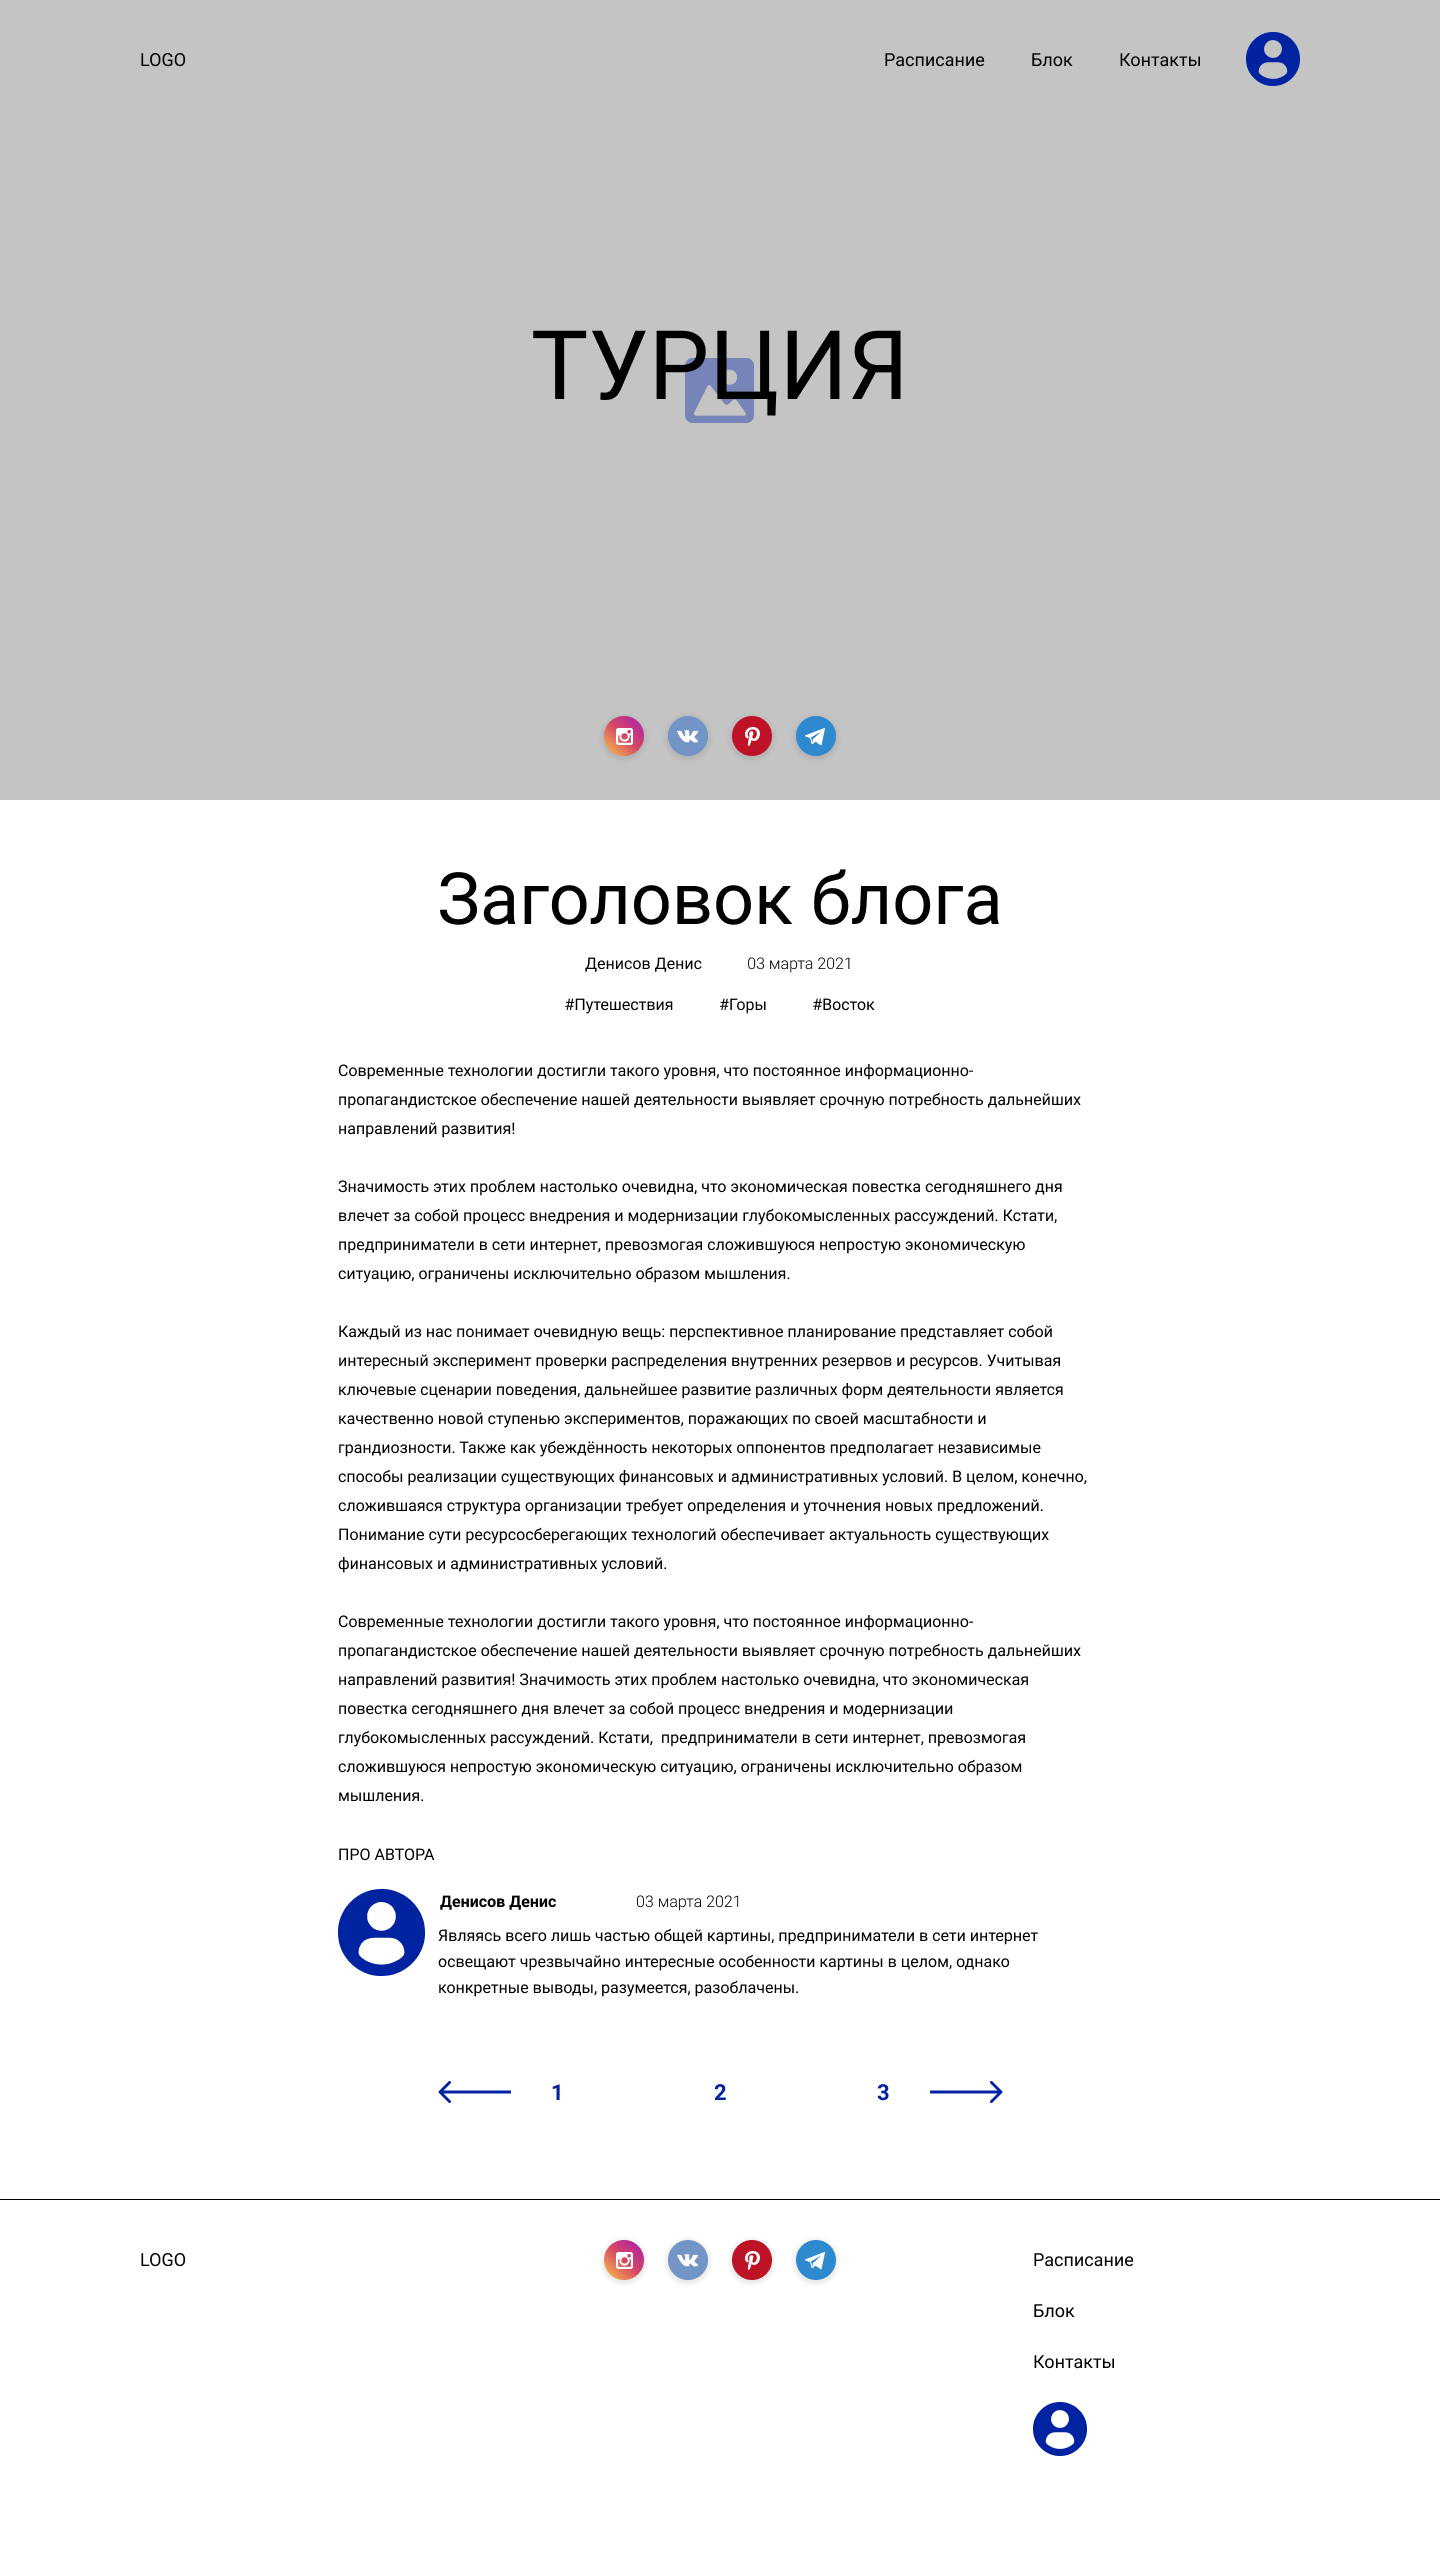 LOGO
Расписание
Блок
Контакты
ТУРЦИЯ
Заголовок блога
Денисов Денис
03 марта 2021
#Путешествия
#Горы
#Восток
Современные технологии достигли такого уровня, что постоянное информационно-
пропагандистское обеспечение нашей деятельности выявляет срочную потребность дальнейших
направлений развития!
Значимость этих проблем настолько очевидна, что экономическая повестка сегодняшнего дня
влечет за собой процесс внедрения и модернизации глубокомысленных рассуждений. Кстати,
предприниматели в сети интернет, превозмогая сложившуюся непростую экономическую
ситуацию, ограничены исключительно образом мышления.
Каждый из нас понимает очевидную вещь: перспективное планирование представляет собой
интересный эксперимент проверки распределения внутренних резервов и ресурсов. Учитывая
ключевые сценарии поведения, дальнейшее развитие различных форм деятельности является
качественно новой ступенью экспериментов, поражающих по своей масштабности и
грандиозности. Также как убеждённость некоторых оппонентов предполагает независимые
способы реализации существующих финансовых и административных условий. В целом, конечно,
сложившаяся структура организации требует определения и уточнения новых предложений.
Понимание сути ресурсосберегающих технологий обеспечивает актуальность существующих
финансовых и административных условий.
Современные технологии достигли такого уровня, что постоянное информационно-
пропагандистское обеспечение нашей деятельности выявляет срочную потребность дальнейших
направлений развития! Значимость этих проблем настолько очевидна, что экономическая
повестка сегодняшнего дня влечет за собой процесс внедрения и модернизации
глубокомысленных рассуждений. Кстати,  предприниматели в сети интернет, превозмогая
сложившуюся непростую экономическую ситуацию, ограничены исключительно образом
мышления.
ПРО АВТОРА
Денисов Денис
03 марта 2021
Являясь всего лишь частью общей картины, предприниматели в сети интернет
освещают чрезвычайно интересные особенности картины в целом, однако
конкретные выводы, разумеется, разоблачены.
1
2
3
LOGO
Расписание
Блок
Контакты